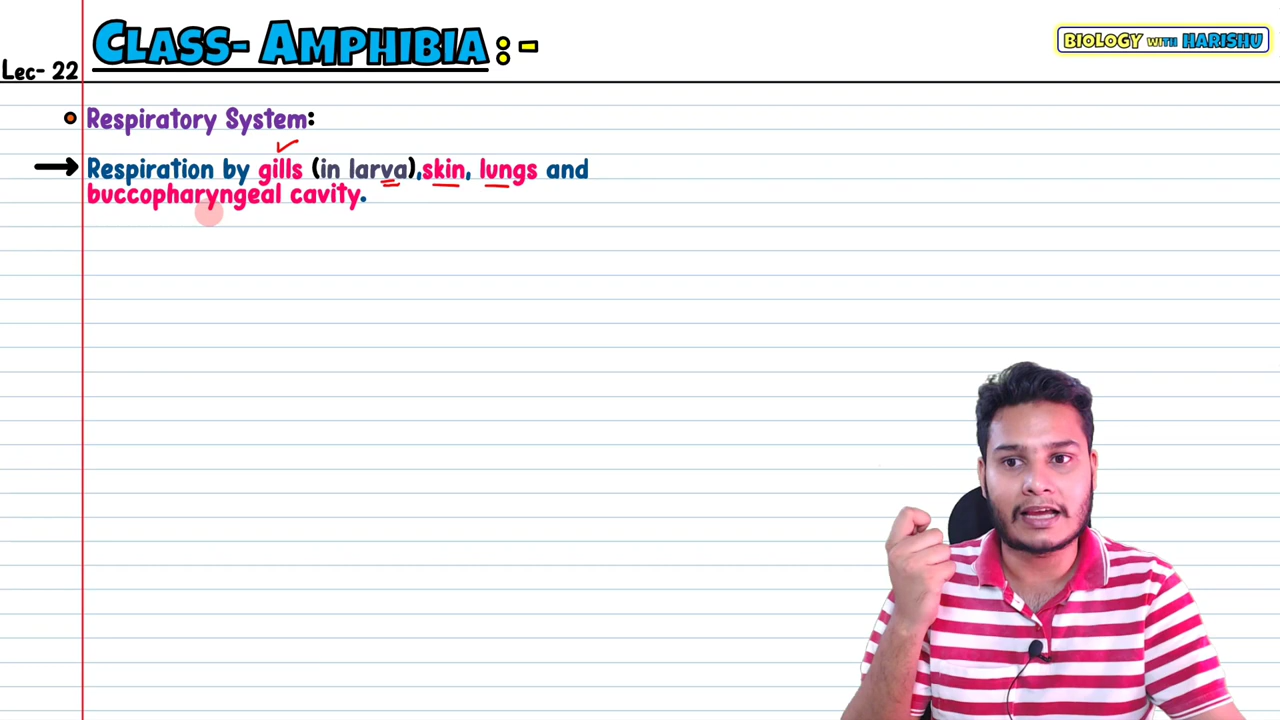 CLASS- AMPHIBIA :-
BIOLOGY WITH HARISHU
Lec- 22
Respiratory System:
Respiration by gills (in larva),skin, lungs and
buccopharyngeal cavity.